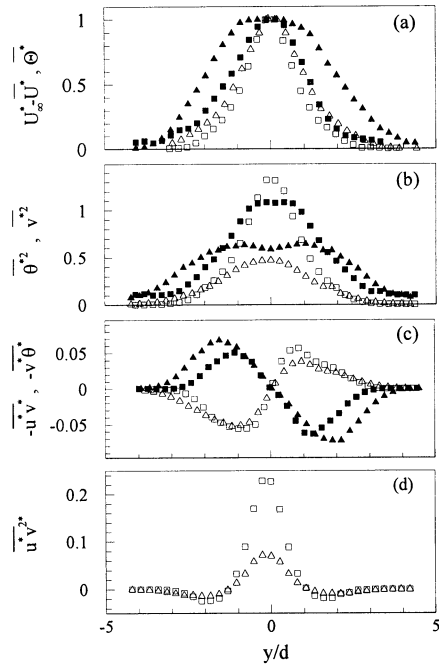 (a)
U*∞-U̅*, Θ̅*
1
0.5
0
(b)
θ̅*², v̅*²
1
0.5
0
(c)
-u̅*v̅*, -v̅*θ̅*
0.05
0
-0.05
(d)
u̅*v̅²*
0.2
0.1
0
-5
0
5
y/d